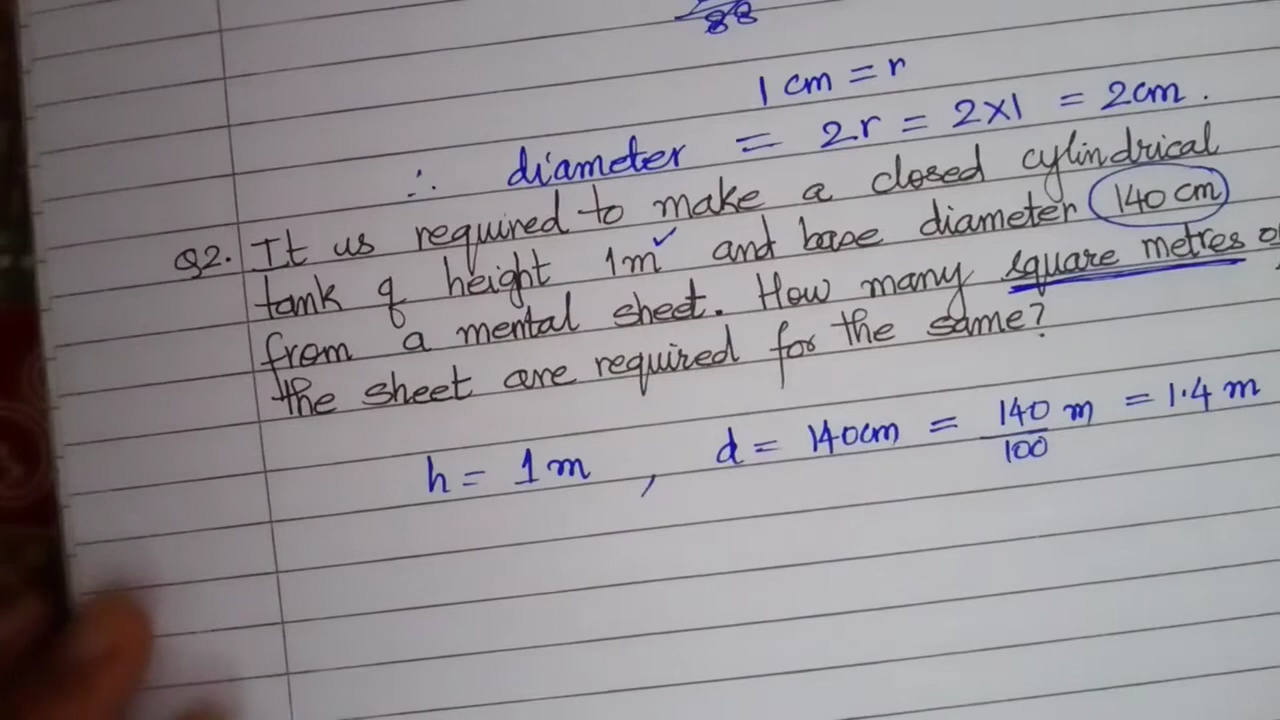 88
1 cm = r
∴ diameter = 2r = 2×1 = 2cm.
Q2. It us required to make a closed cylindrical
tank of height 1m ✓ and base diameter 140 cm
from a mental sheet. How many square metres of
the sheet are required for the same?
h = 1m , d = 140cm = 140/100 m = 1.4 m